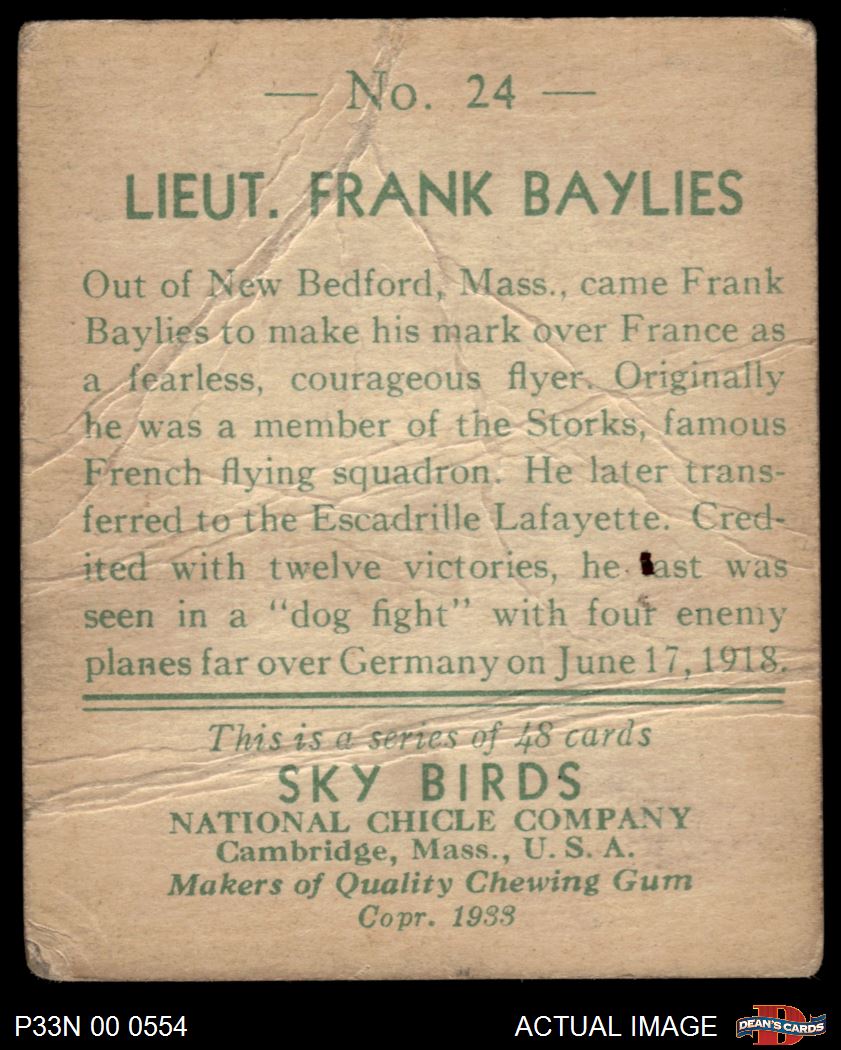 — No. 24 —
LIEUT. FRANK BAYLIES
Out of New Bedford, Mass., came Frank
Baylies to make his mark over France as
a fearless, courageous flyer. Originally
he was a member of the Storks, famous
French flying squadron. He later trans-
ferred to the Escadrille Lafayette. Cred-
ited with twelve victories, he last was
seen in a "dog fight" with four enemy
planes far over Germany on June 17, 1918.
This is a series of 48 cards
SKY BIRDS
NATIONAL CHICLE COMPANY
Cambridge, Mass., U. S. A.
Makers of Quality Chewing Gum
Copr. 1933
P33N 00 0554
ACTUAL IMAGE
D
DEAN'S CARDS